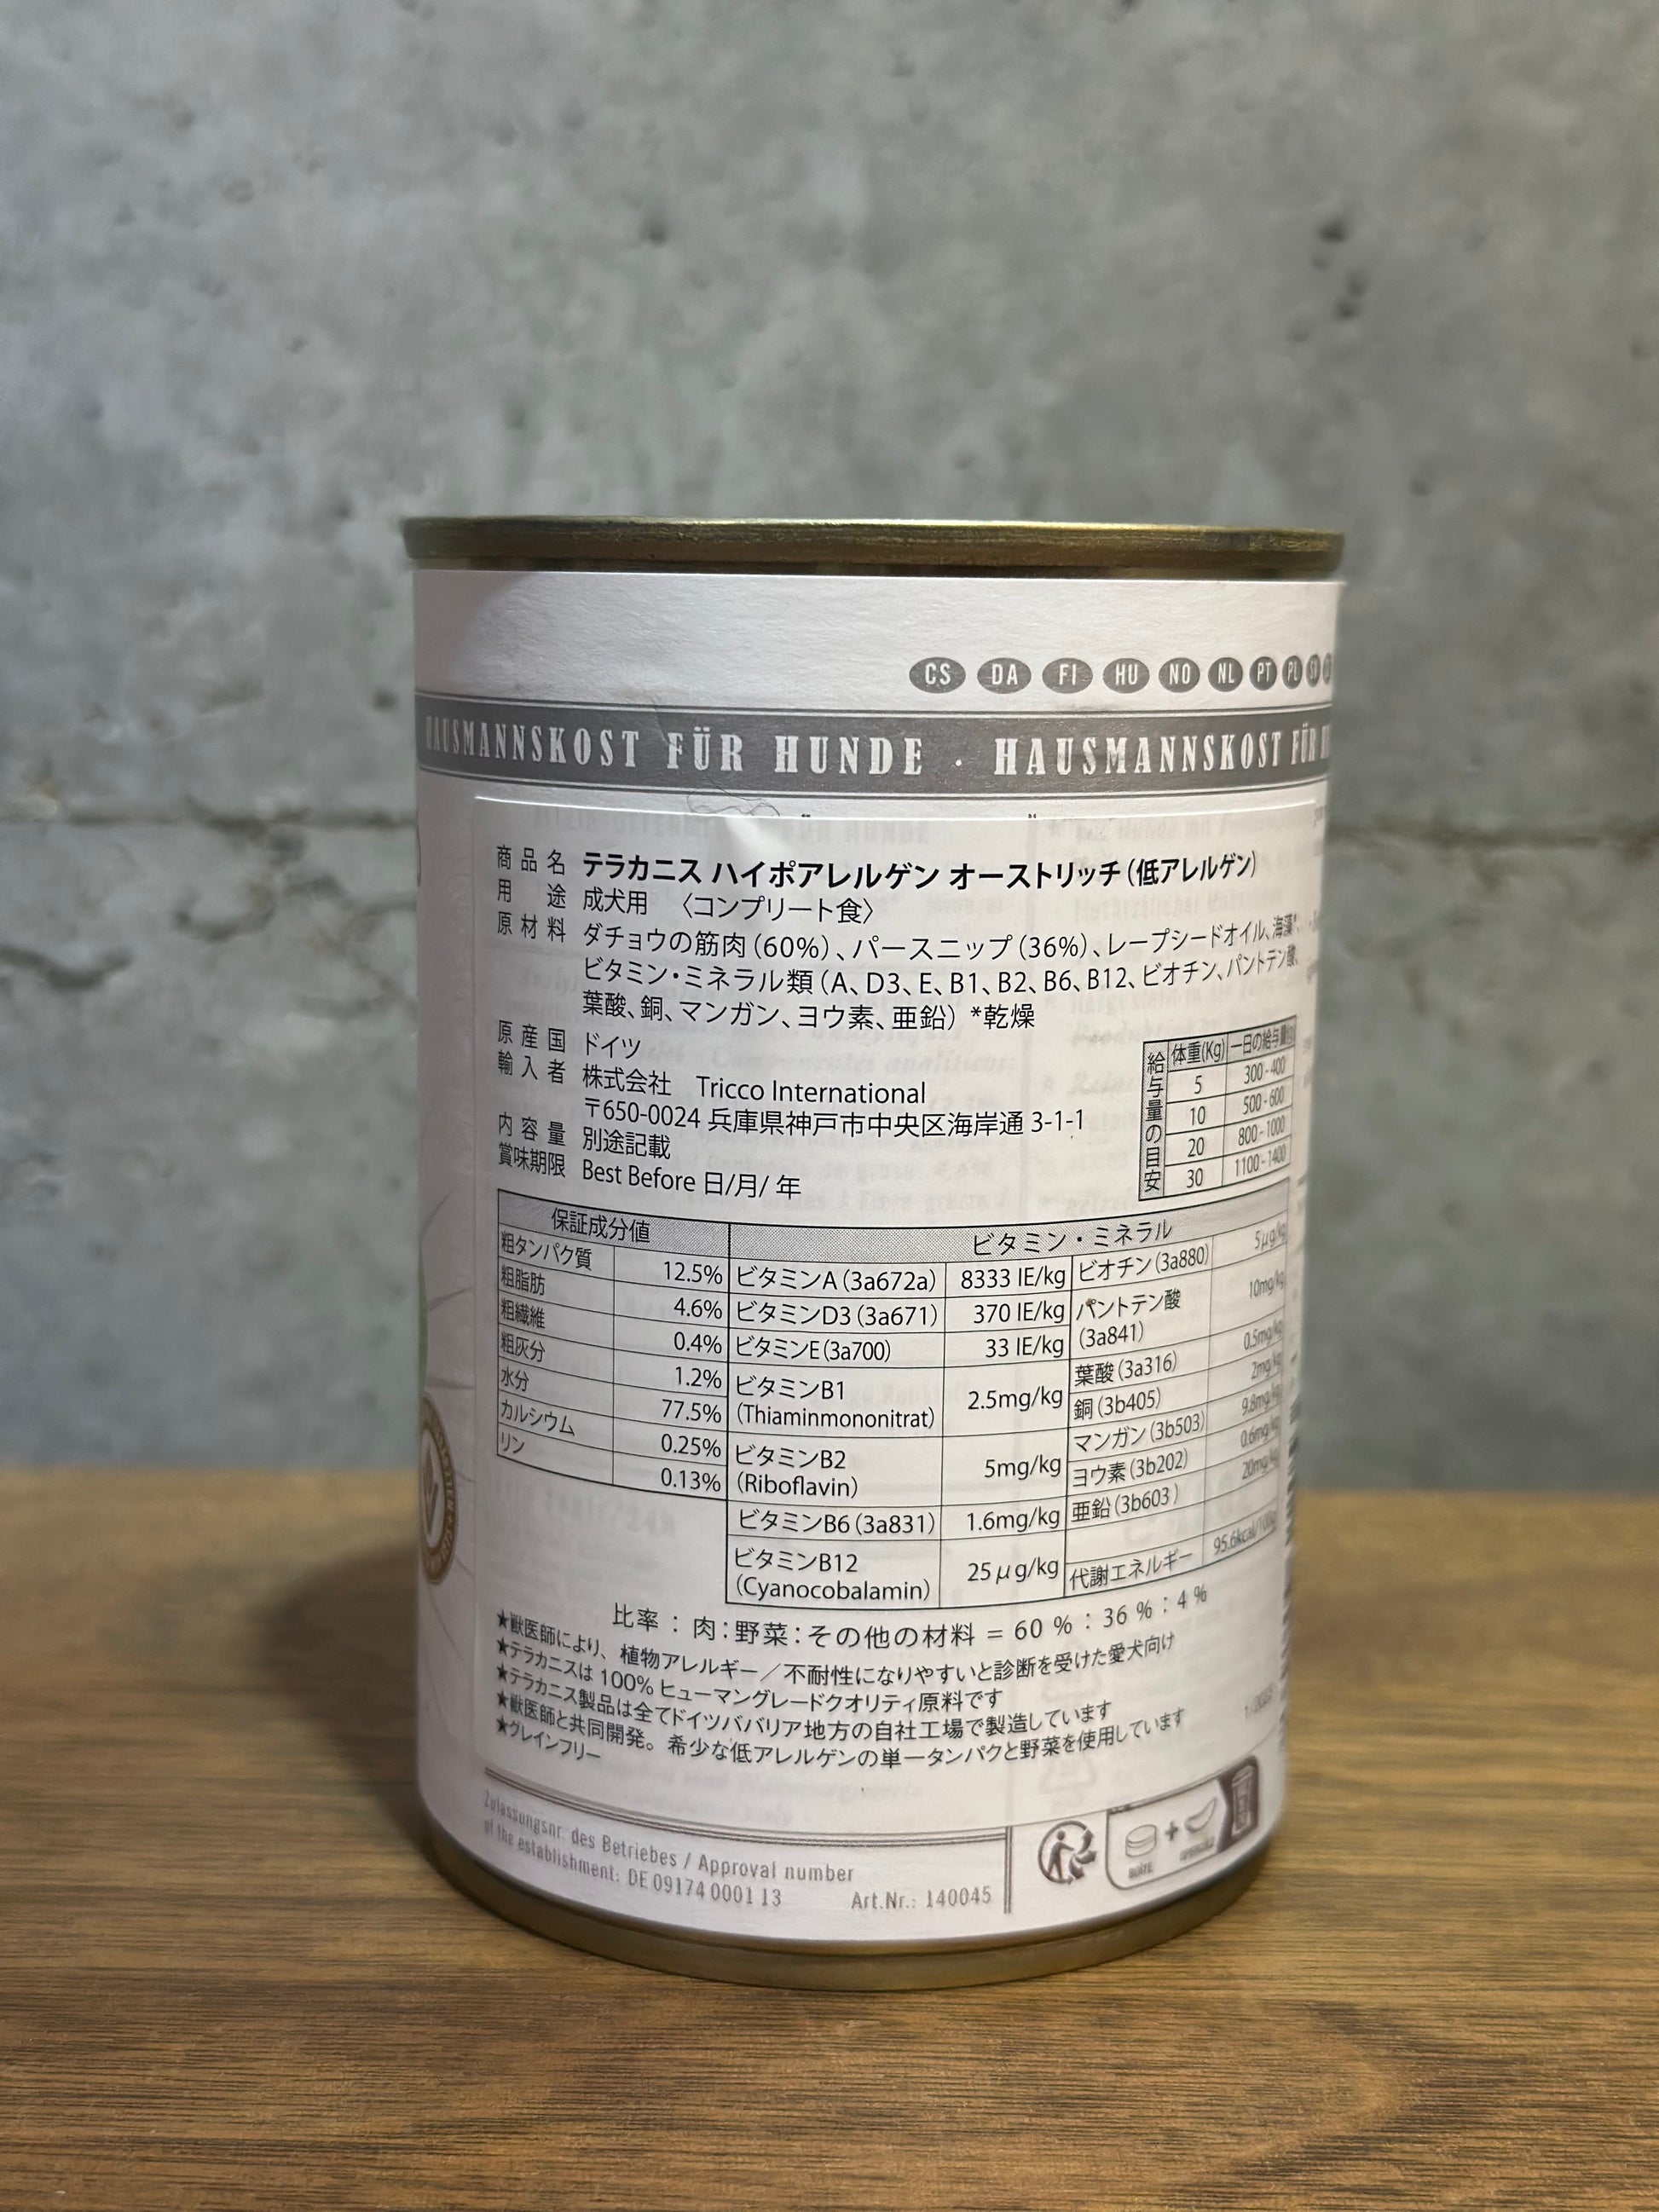 CS DA FI HU NO NL PT PL
HAUSMANNSKOST FÜR HUNDE · HAUSMANNSKOST FÜR
商品名 テラカニス ハイポアレルゲン オーストリッチ(低アレルゲン)
用途 成犬用 〈コンプリート食〉
原材料 ダチョウの筋肉(60%)、パースニップ(36%)、レープシードオイル、海藻*、
ビタミン・ミネラル類(A、D3、E、B1、B2、B6、B12、ビオチン、パントテン酸、
葉酸、銅、マンガン、ヨウ素、亜鉛) *乾燥
原産国 ドイツ
輸入者 株式会社 Tricco International
〒650-0024 兵庫県神戸市中央区海岸通 3-1-1
内容量 別途記載
賞味期限 Best Before 日/月/ 年
給与量の目安
体重(Kg) 一日の給与量
5 300-400
10 500-600
20 800-1000
30 1100-1400
保証成分値
粗タンパク質 12.5%
粗脂肪 4.6%
粗繊維 0.4%
粗灰分 1.2%
水分 77.5%
カルシウム 0.25%
リン 0.13%
ビタミン・ミネラル
ビタミンA(3a672a) 8333 IE/kg
ビタミンD3(3a671) 370 IE/kg
ビタミンE(3a700) 33 IE/kg
ビタミンB1
(Thiaminmononitrat) 2.5mg/kg
ビタミンB2
(Riboflavin) 5mg/kg
ビタミンB6(3a831) 1.6mg/kg
ビタミンB12
(Cyanocobalamin) 25μg/kg
ビオチン(3a880) 5μg/kg
パントテン酸
(3a841) 10mg/kg
葉酸(3a316) 0.5mg/kg
銅(3b405) 2mg/kg
マンガン(3b503) 9.8mg/kg
ヨウ素(3b202) 0.6mg/kg
亜鉛(3b603) 20mg/kg
代謝エネルギー 95.6kcal/100g
比率:肉:野菜:その他の材料 = 60 % : 36 % : 4 %
★獣医師により、植物アレルギー/不耐性になりやすいと診断を受けた愛犬向け
★テラカニスは 100% ヒューマングレードクオリティ原料です
★テラカニス製品は全てドイツババリア地方の自社工場で製造しています
★獣医師と共同開発。希少な低アレルゲンの単一タンパクと野菜を使用しています
★グレインフリー
Zulassungsnr. des Betriebes / Approval number
of the establishment: DE 09174 0001 13 Art.Nr.: 140045